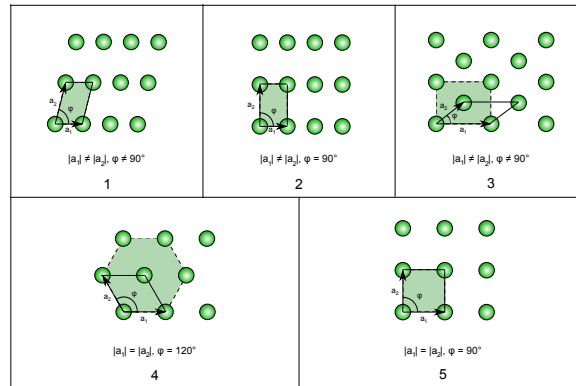 a₂
φ
a₁
|a₁| ≠ |a₂|, φ ≠ 90°
1
a₂
φ
a₁
|a₁| ≠ |a₂|, φ = 90°
2
a₂
φ
a₁
|a₁| ≠ |a₂|, φ ≠ 90°
3
a₂
φ
a₁
|a₁| = |a₂|, φ = 120°
4
a₂
φ
a₁
|a₁| = |a₂|, φ = 90°
5